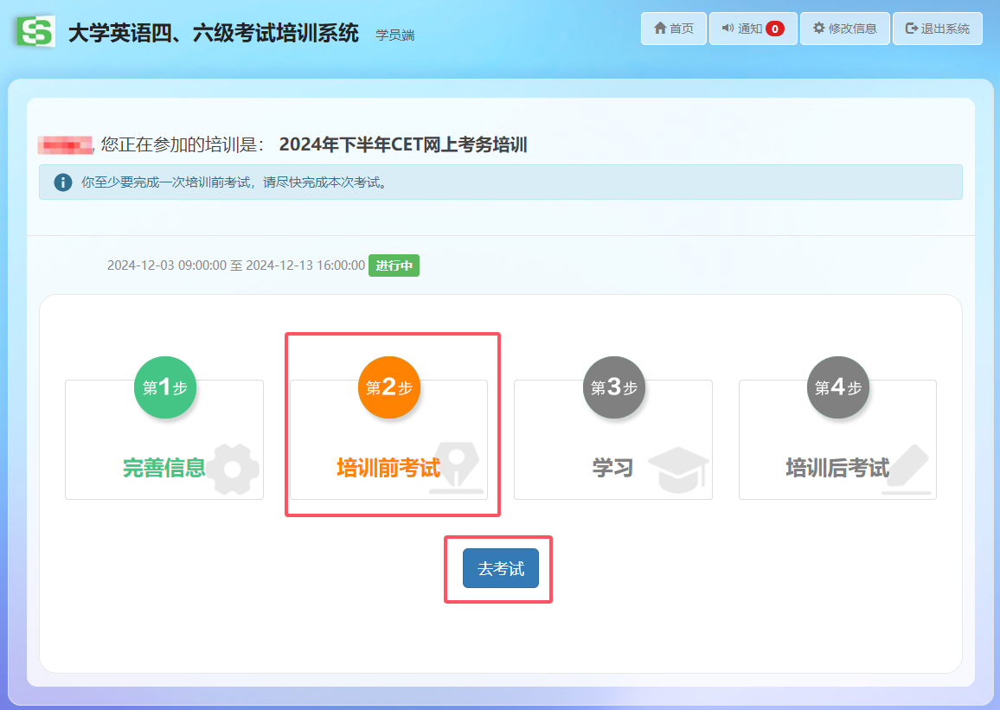 大学英语四、六级考试培训系统 学员端
首页 通知 0 修改信息 退出系统
, 您正在参加的培训是： 2024年下半年CET网上考务培训
你至少要完成一次培训前考试，请尽快完成本次考试。
2024-12-03 09:00:00 至 2024-12-13 16:00:00 进行中
第1步 第2步 第3步 第4步
完善信息 培训前考试 学习 培训后考试
去考试